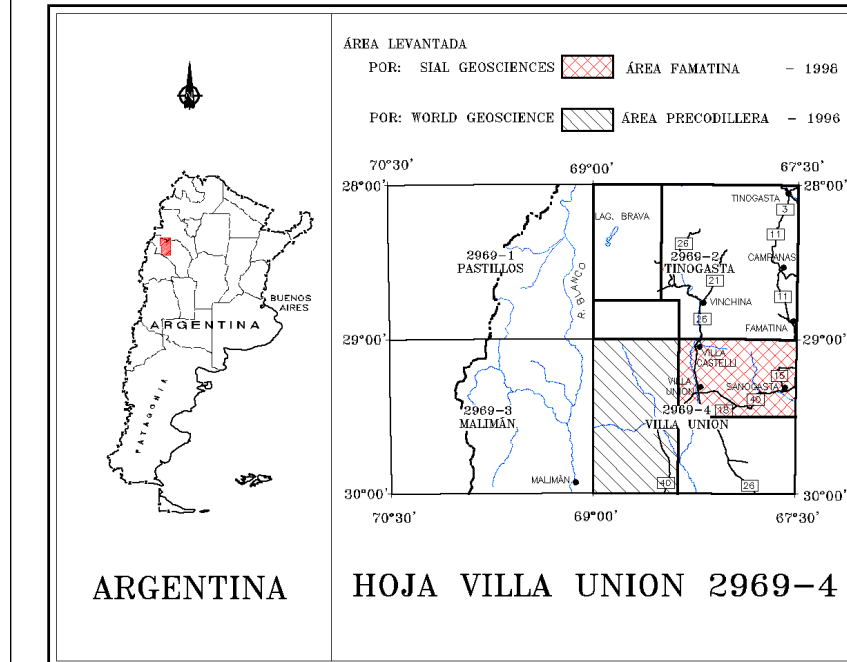 ÁREA LEVANTADA
POR: SIAL GEOSCIENCES ÁREA FAMATINA - 1998
POR: WORLD GEOSCIENCE ÁREA PRECODILLERA - 1996
70°30' 69°00' 67°30'
28°00' 28°00'
TINOGASTA
3
LAG. BRAVA
11
26
2969-1
PASTILLOS
2969-2
TINOGASTA
CAMPANAS
21
R. BLANCO
11
VINCHINA
26
FAMATINA
29°00' 29°00'
VILLA
CASTELLI
15
VILLA
UNION
SANOGASTA
40
18
2969-3
MALIMÁN
2969-4
VILLA UNION
MALIMÁN
40
26
30°00' 30°00'
70°30' 69°00' 67°30'
BUENOS
AIRES
ARGENTINA
PATAGONIA
ARGENTINA
HOJA VILLA UNION 2969-4